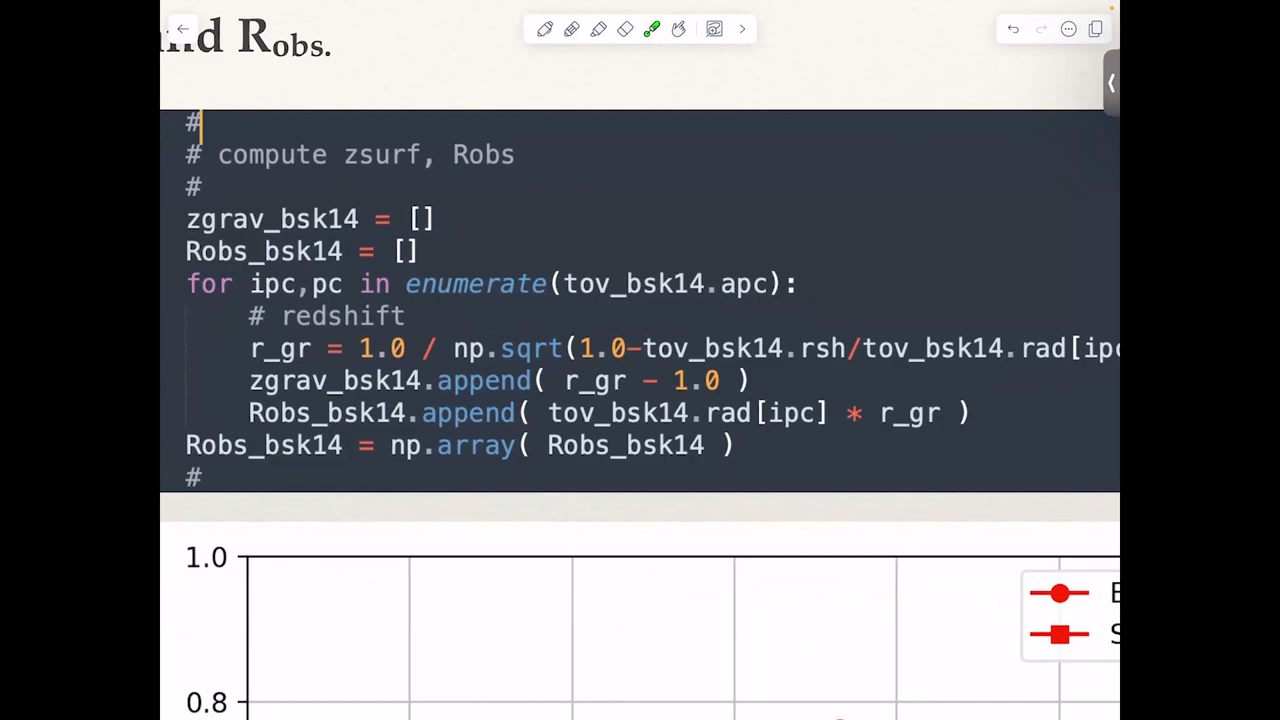 and Robs.
#
# compute zsurf, Robs
#
zgrav_bsk14 = []
Robs_bsk14 = []
for ipc,pc in enumerate(tov_bsk14.apc):
# redshift
r_gr = 1.0 / np.sqrt(1.0-tov_bsk14.rsh/tov_bsk14.rad[ipc
zgrav_bsk14.append( r_gr - 1.0 )
Robs_bsk14.append( tov_bsk14.rad[ipc] * r_gr )
Robs_bsk14 = np.array( Robs_bsk14 )
#
1.0
0.8